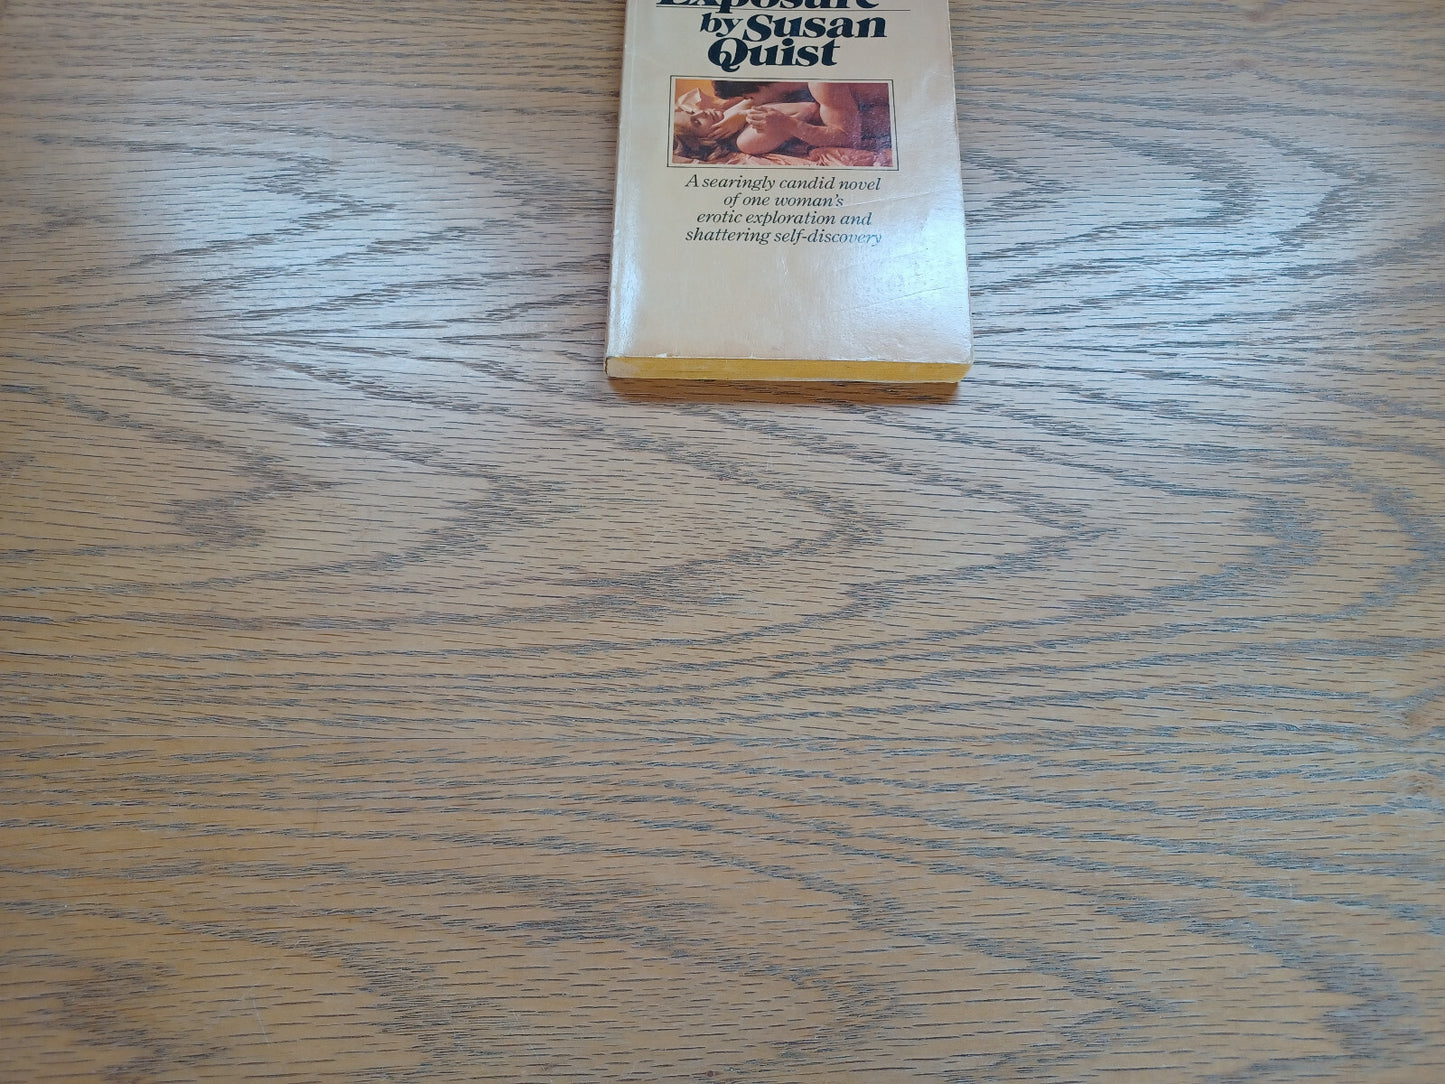 Exposure
by Susan
Quist
A searingly candid novel
of one woman's
erotic exploration and
shattering self-discovery